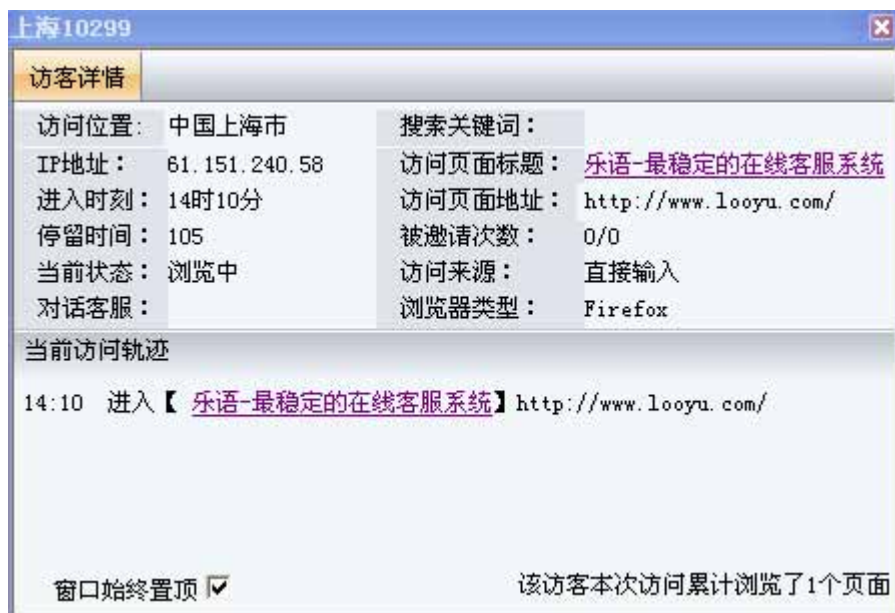 上海10299
访客详情
访问位置: 中国上海市 搜索关键词：
IP地址： 61.151.240.58 访问页面标题： 乐语-最稳定的在线客服系统
进入时刻： 14时10分 访问页面地址： http://www.looyu.com/
停留时间： 105 被邀请次数： 0/0
当前状态： 浏览中 访问来源： 直接输入
对话客服： 浏览器类型： Firefox
当前访问轨迹
14:10 进入【 乐语-最稳定的在线客服系统】http://www.looyu.com/
窗口始终置顶 该访客本次访问累计浏览了1个页面